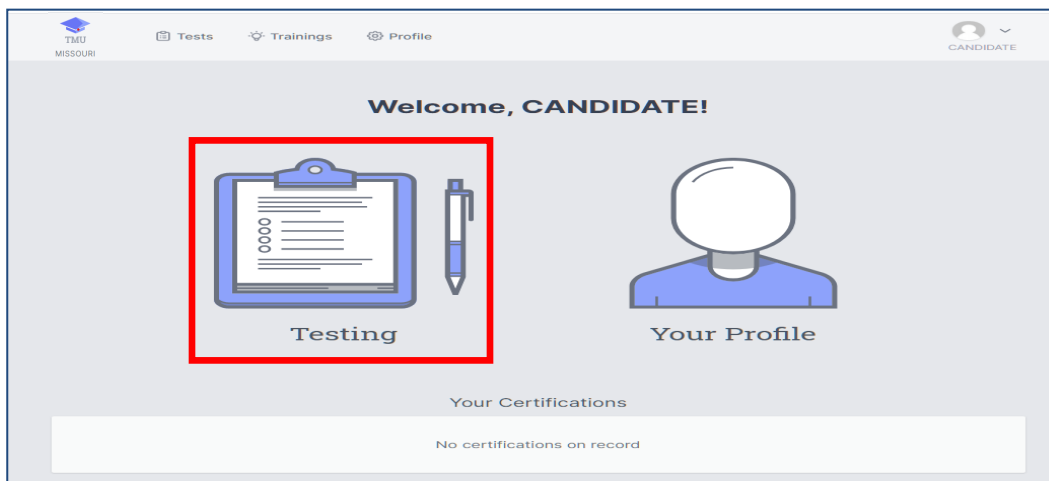 TMU
MISSOURI
Tests
Trainings
Profile
CANDIDATE
Welcome, CANDIDATE!
Testing
Your Profile
Your Certifications
No certifications on record